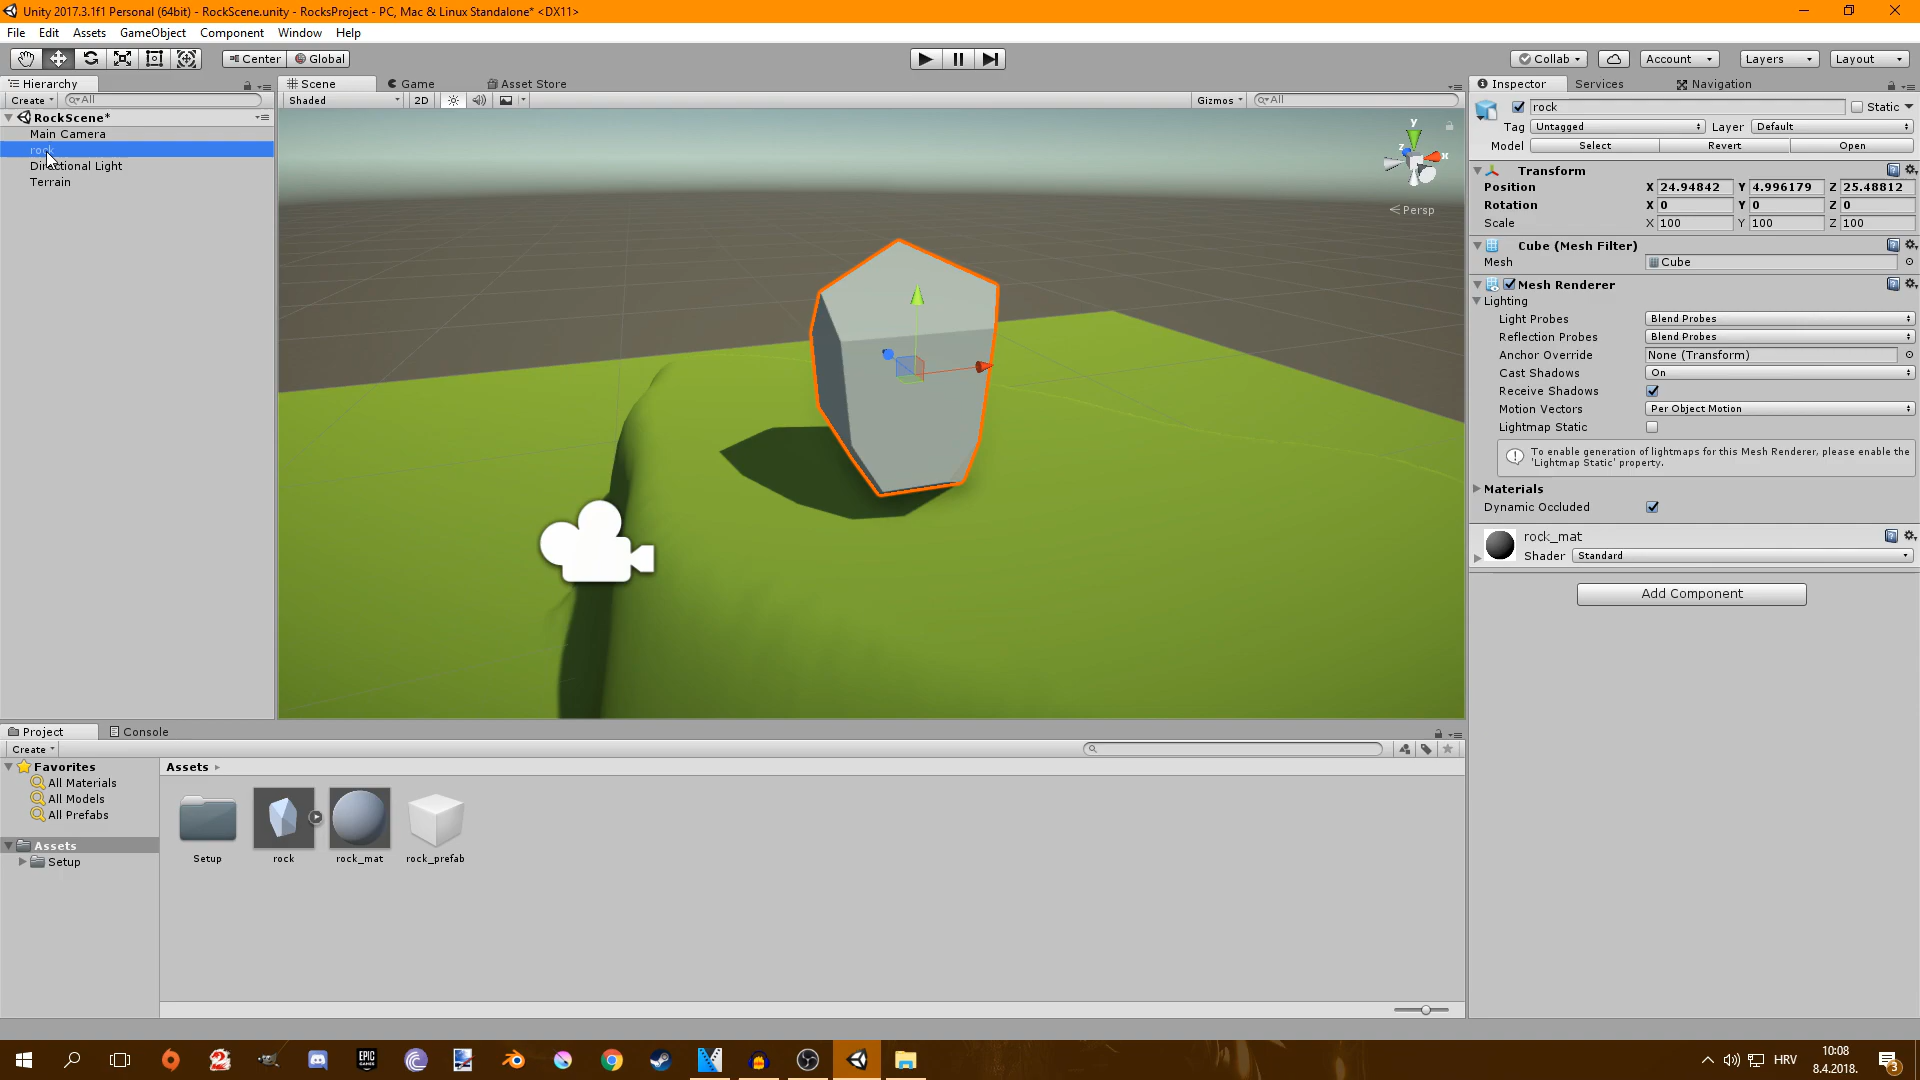 Unity 2017.3.1f1 Personal (64bit) - RockScene.unity - RocksProject - PC, Mac & Linux Standalone* <DX11>
File Edit Assets GameObject Component Window Help
Center Global Collab Account Layers Layout
Hierarchy
Create All
RockScene*
Main Camera
rock
Directional Light
Terrain
Scene Game Asset Store
Shaded 2D Gizmos All
y
z
x
Persp
Inspector Services Navigation
rock Static
Tag Untagged Layer Default
Model Select Revert Open
Transform
Position X 24.94842 Y 4.996179 Z 25.48812
Rotation X 0 Y 0 Z 0
Scale X 100 Y 100 Z 100
Cube (Mesh Filter)
Mesh Cube
Mesh Renderer
Lighting
Light Probes Blend Probes
Reflection Probes Blend Probes
Anchor Override None (Transform)
Cast Shadows On
Receive Shadows
Motion Vectors Per Object Motion
Lightmap Static
To enable generation of lightmaps for this Mesh Renderer, please enable the
'Lightmap Static' property.
Materials
Dynamic Occluded
rock_mat
Shader Standard
Add Component
Project Console
Create
Favorites
All Materials
All Models
All Prefabs
Assets
Setup
Assets
Setup rock rock_mat rock_prefab
EPIC
GAMES
HRV
10:08
8.4.2018.
3